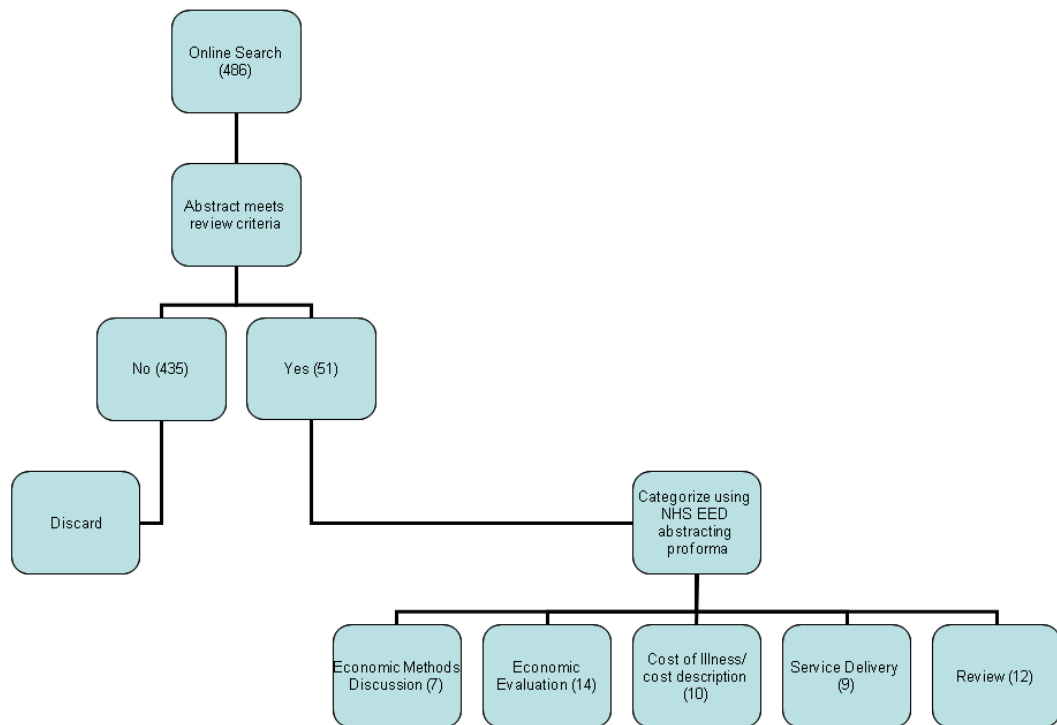 Online Search
(486)
Abstract meets
review criteria
No (435)
Yes (51)
Discard
Categorize using
NHS EED
abstracting
proforma
Economic Methods
Discussion (7)
Economic
Evaluation (14)
Cost of Illness/
cost description
(10)
Service Delivery
(9)
Review (12)